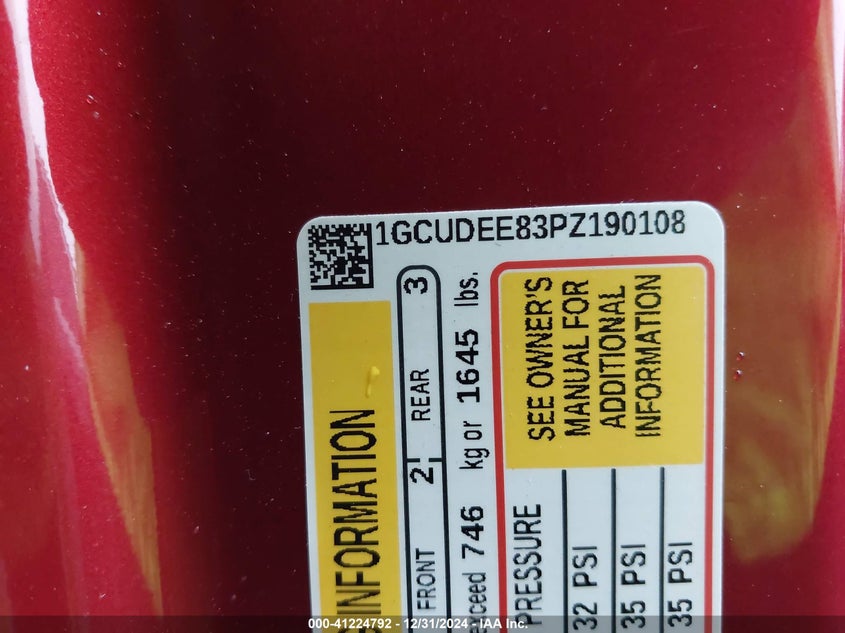 1GCUDEE83PZ190108
INFORMATION
FRONT 2 REAR 3
746 kg or 1645 lbs.
PRESSURE
32 PSI
35 PSI
35 PSI
SEE OWNER'S
MANUAL FOR
ADDITIONAL
INFORMATION
000-41224792 - 12/31/2024 - IAA Inc.